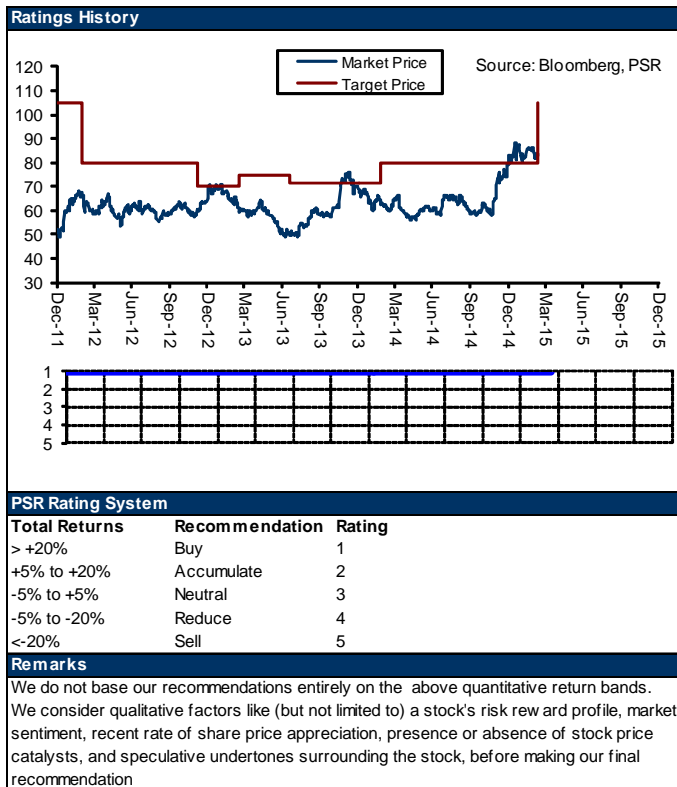 Ratings History
Market Price
Target Price
Source: Bloomberg, PSR
120
110
100
90
80
70
60
50
40
30
Dec-11
Mar-12
Jun-12
Sep-12
Dec-12
Mar-13
Jun-13
Sep-13
Dec-13
Mar-14
Jun-14
Sep-14
Dec-14
Mar-15
Jun-15
Sep-15
Dec-15
1
2
3
4
5
PSR Rating System
Total Returns Recommendation Rating
> +20% Buy 1
+5% to +20% Accumulate 2
-5% to +5% Neutral 3
-5% to -20% Reduce 4
<-20% Sell 5
Remarks
We do not base our recommendations entirely on the above quantitative return bands.
We consider qualitative factors like (but not limited to) a stock's risk reward profile, market
sentiment, recent rate of share price appreciation, presence or absence of stock price
catalysts, and speculative undertones surrounding the stock, before making our final
recommendation